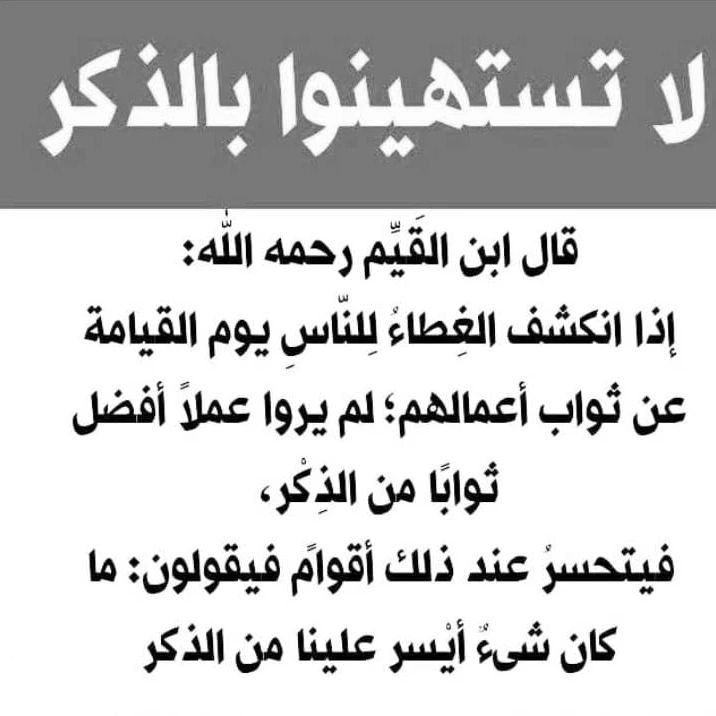 لا تستهينوا بالذكر
قال ابن القَيِّم رحمه اللّه:
إذا انكشف الغِطاءُ لِلنّاسِ يوم القيامة
عن ثواب أعمالهم؛ لم يروا عملاً أفضل
ثوابًا من الذِكْر،
فيتحسرُ عند ذلك أقوامً فيقولون: ما
كان شىءٌ أيْسر علينا من الذكر